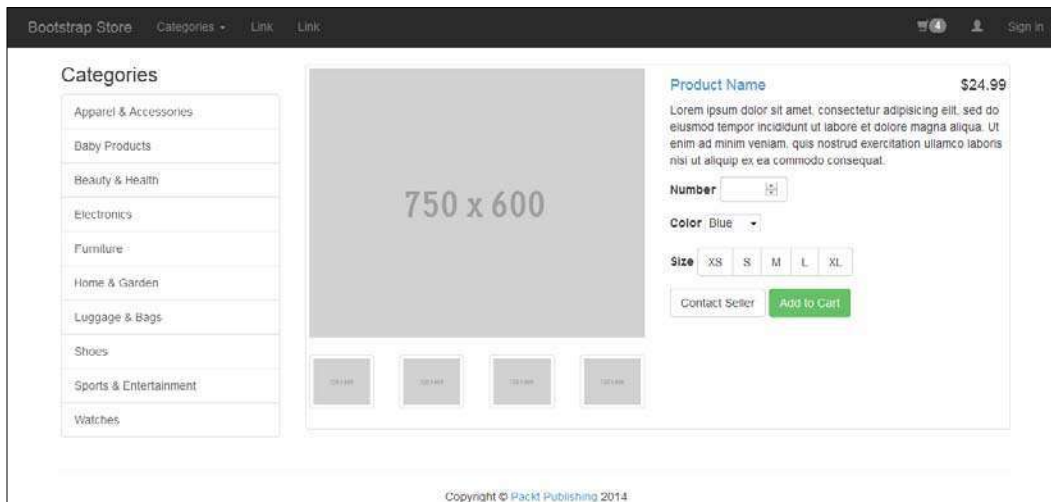 Bootstrap Store Categories Link Link 4 Sign in
Categories
Apparel & Accessories
Baby Products
Beauty & Health
Electronics
Furniture
Home & Garden
Luggage & Bags
Shoes
Sports & Entertainment
Watches
750 x 600
Product Name $24.99
Lorem ipsum dolor sit amet, consectetur adipisicing elit, sed do
eiusmod tempor incididunt ut labore et dolore magna aliqua. Ut
enim ad minim veniam, quis nostrud exercitation ullamco laboris
nisi ut aliquip ex ea commodo consequat.
Number
Color Blue
Size XS S M L XL
Contact Seller Add to Cart
Copyright © Packt Publishing 2014